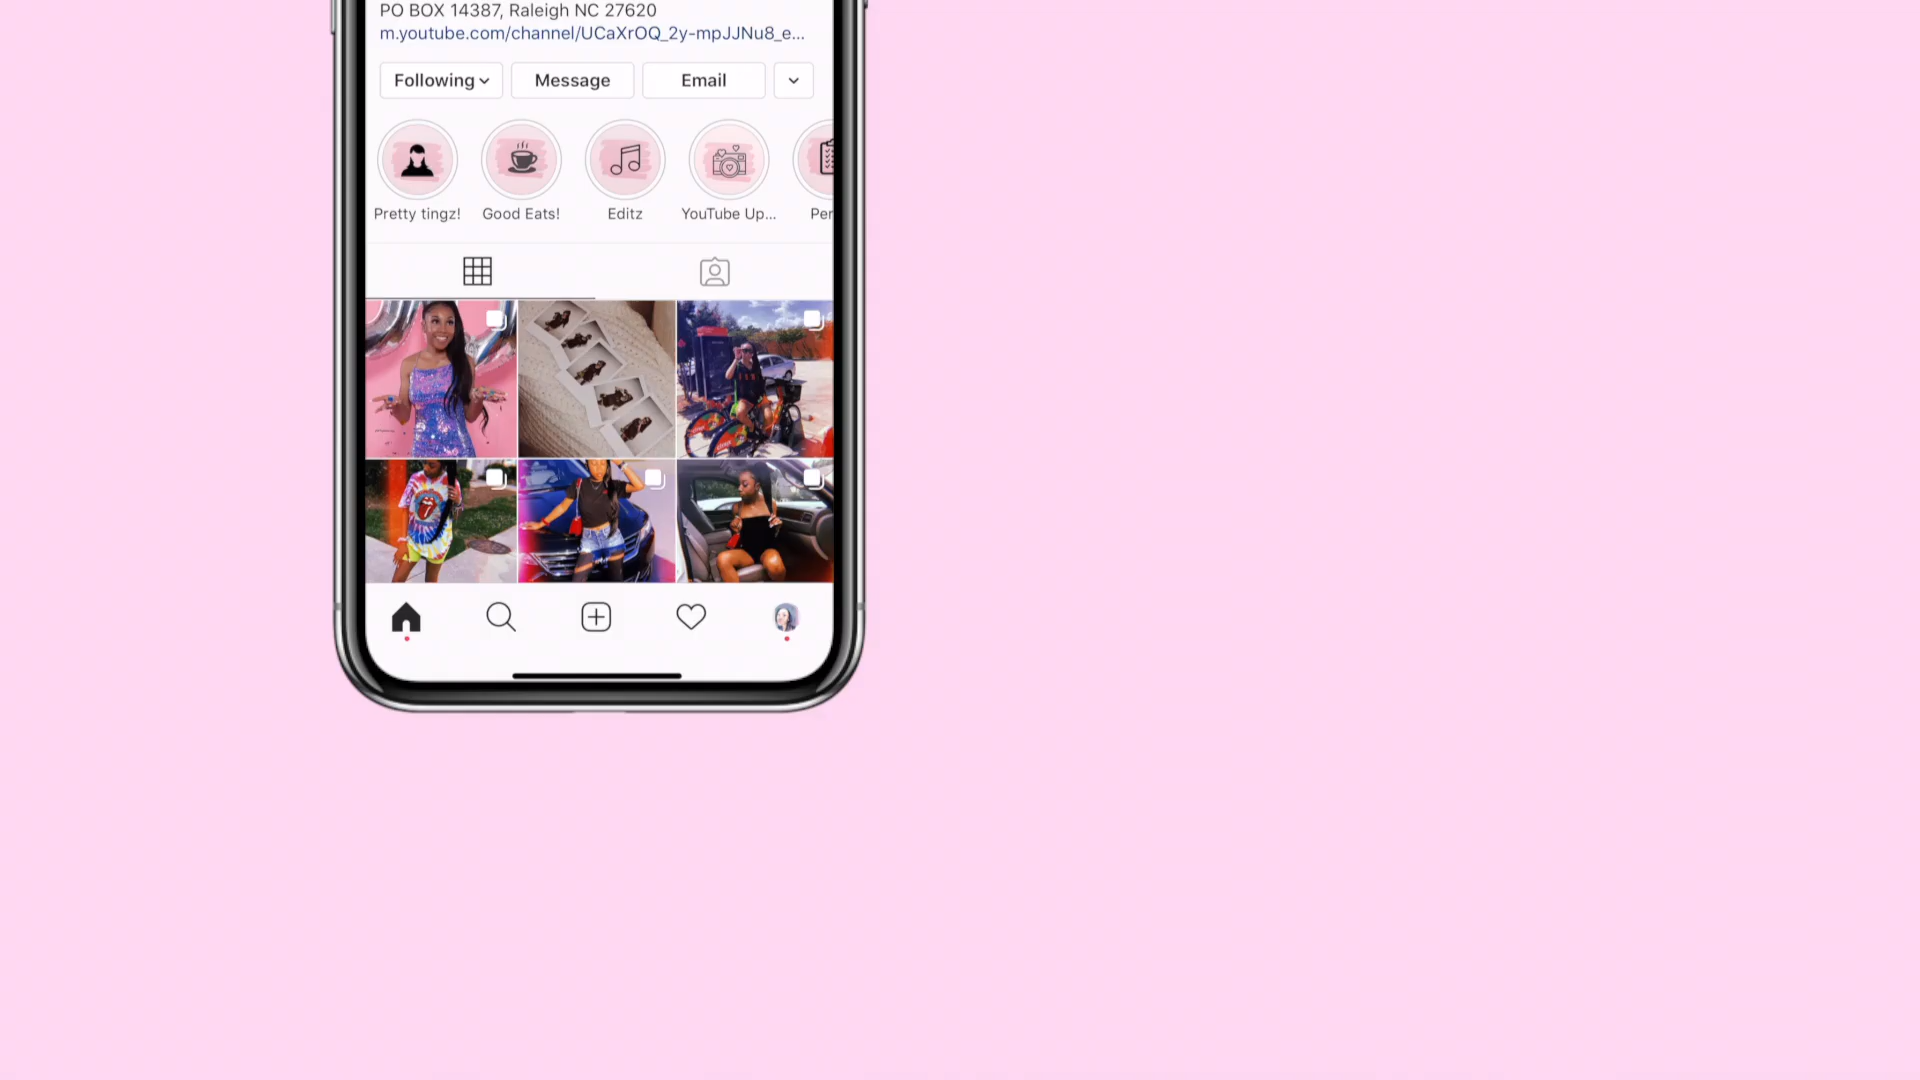 PO BOX 14387, Raleigh NC 27620
m.youtube.com/channel/UCaXrOQ_2y-mpJJNu8_e...
Following Message Email
Pretty tingz! Good Eats! Editz YouTube Up... Per